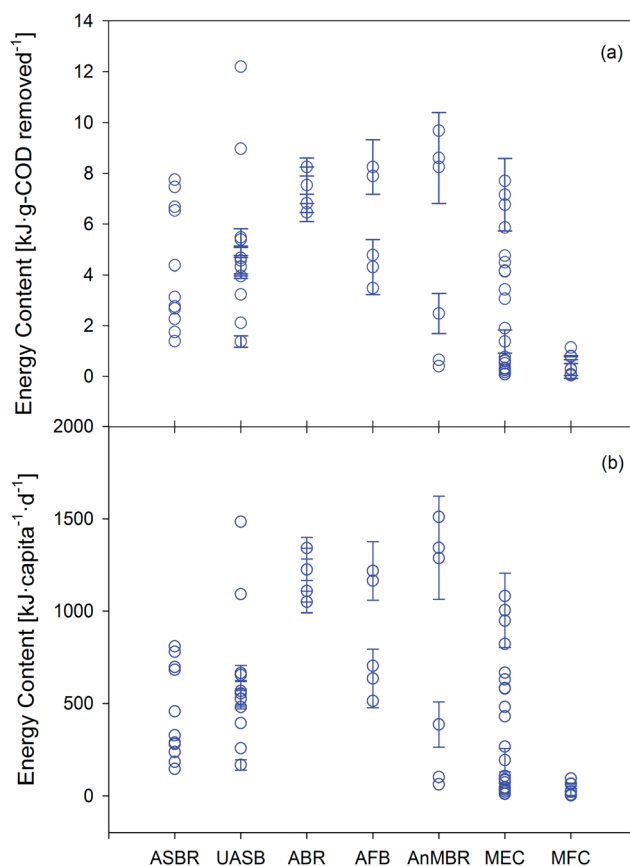 14
(a)
12
10
8
6
4
2
0
Energy Content [kJ·g-COD removed⁻¹]
2000
(b)
1500
1000
500
0
Energy Content [kJ·capita⁻¹·d⁻¹]
ASBR UASB ABR AFB AnMBR MEC MFC